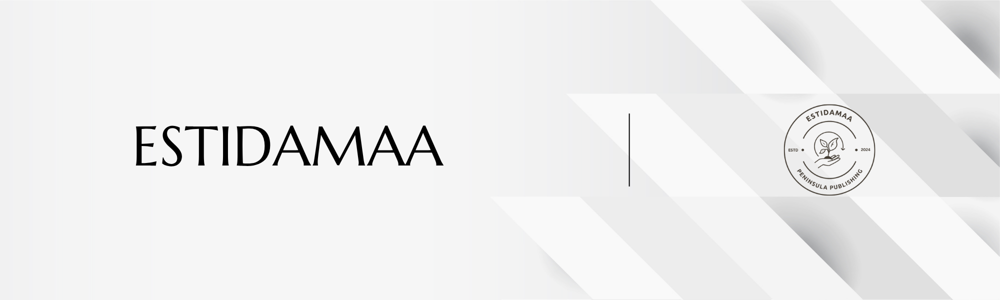 ESTIDAMAA
ESTIDAMAA
ESTD • • 2024
PENINSULA PUBLISHING